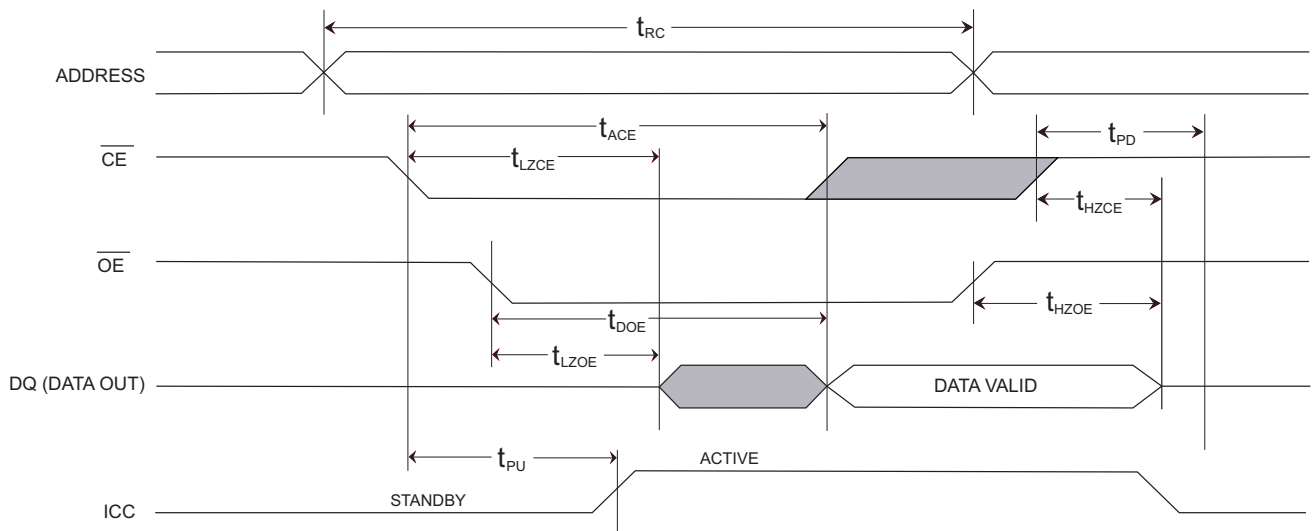 tRC
ADDRESS
tACE
tPD
CE
tLZCE
tHZCE
OE
tHZOE
tDOE
tLZOE
DQ (DATA OUT)
DATA VALID
tPU
ACTIVE
STANDBY
ICC